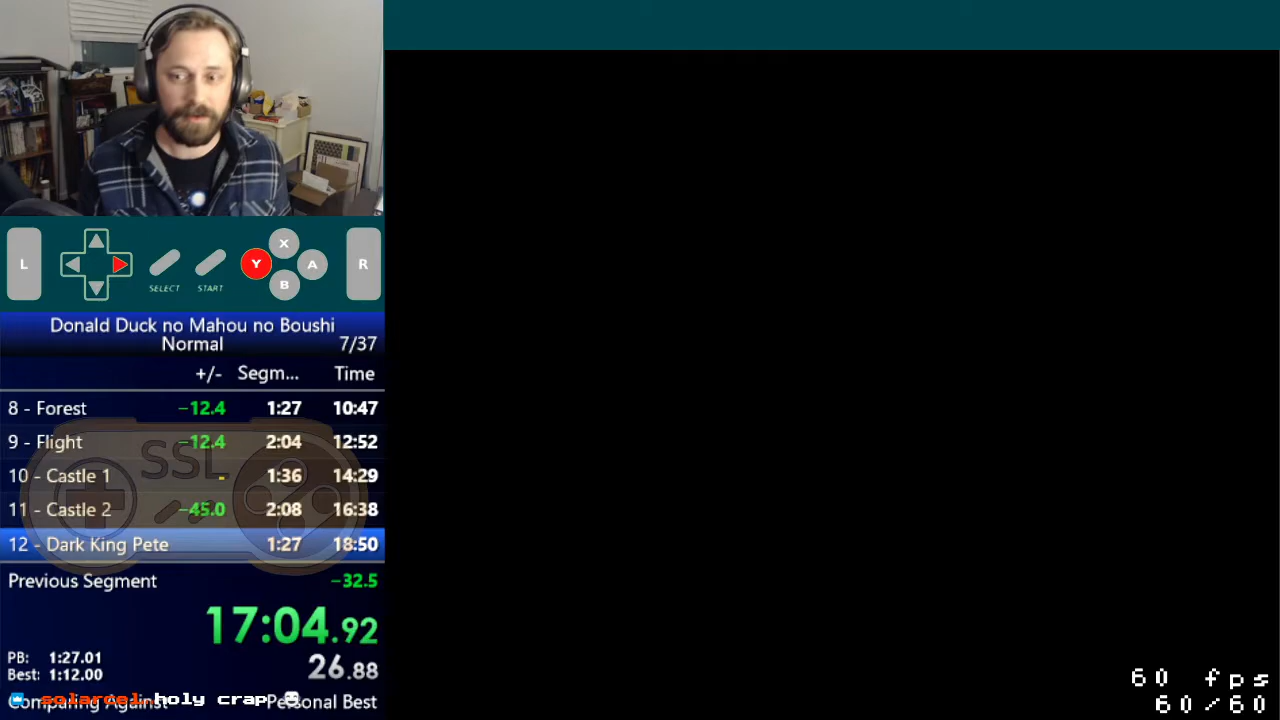 L
SELECT
START
X
Y
A
B
R
Donald Duck no Mahou no Boushi
Normal 7/37
+/- Segm... Time
8 - Forest -12.4 1:27 10:47
9 - Flight -12.4 2:04 12:52
SSL
10 - Castle 1 - 1:36 14:29
11 - Castle 2 -45.0 2:08 16:38
12 - Dark King Pete 1:27 18:50
Previous Segment -32.5
17:04.92
PB: 1:27.01
Best: 1:12.00
26.88
solarcel holy crap
Comparing Against Personal Best
60 fps
60/60